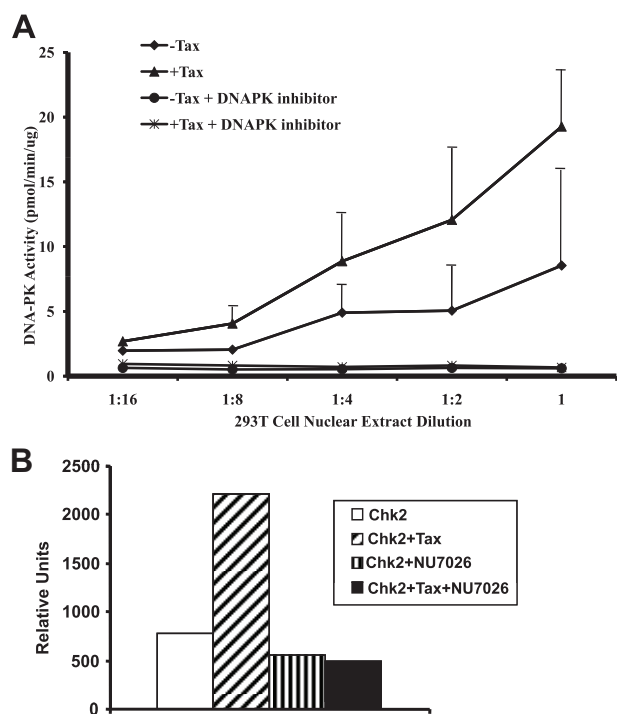 A
-Tax
+Tax
-Tax + DNAPK inhibitor
+Tax + DNAPK inhibitor
DNA-PK Activity (pmol/min/ug)
25
20
15
10
5
0
1:16 1:8 1:4 1:2 1
293T Cell Nuclear Extract Dilution
B
Relative Units
2500
2000
1500
1000
500
0
Chk2
Chk2+Tax
Chk2+NU7026
Chk2+Tax+NU7026